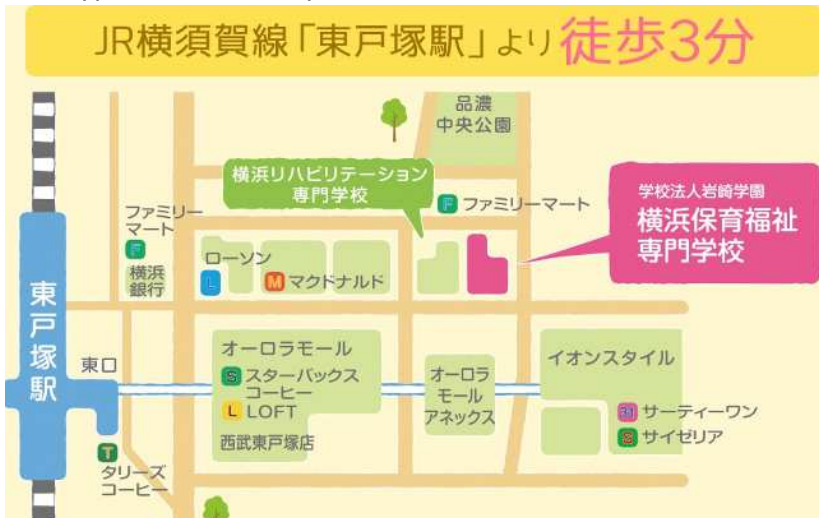 JR横須賀線「東戸塚駅」より徒歩3分
品濃
中央公園
横浜リハビリテーション
専門学校
F ファミリーマート
学校法人岩崎学園
横浜保育福祉
専門学校
ファミリー
マート
F
横浜
銀行
ローソン
L
M マクドナルド
東戸塚駅
東口
オーロラモール
S スターバックス
コーヒー
L LOFT
西武東戸塚店
オーロラ
モール
アネックス
イオンスタイル
31 サーティーワン
S サイゼリア
T
タリーズ
コーヒー